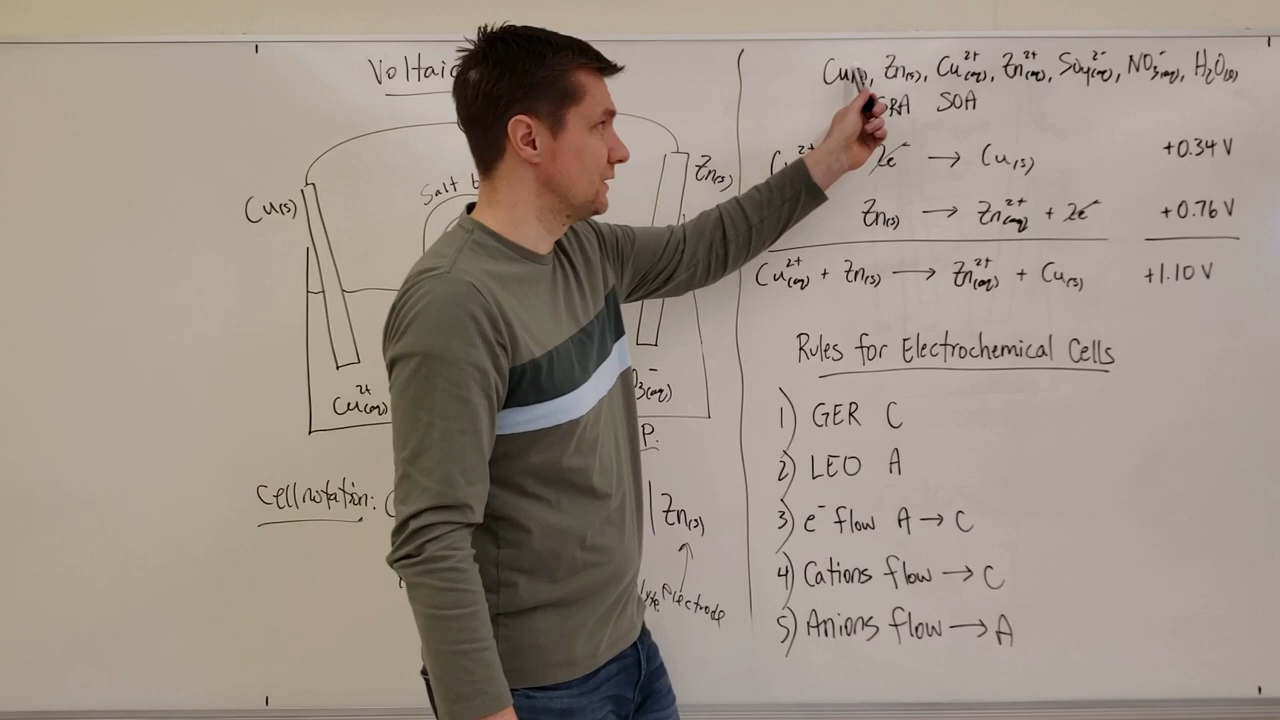 Voltaic
Cu(s)
Zn(s)
Salt
Cu²⁺(aq)
O₃⁻(aq)
P.
Cell notation: C
| Zn(s)
electrode
Cu(s), Zn(s), Cu²⁺(aq), Zn²⁺(aq), SO₄²⁻(aq), NO₃⁻(aq), H₂O(l)
SRA SOA
2e⁻ → Cu(s) +0.34 V
Zn(s) → Zn²⁺(aq) + 2e⁻ +0.76 V
Cu²⁺(aq) + Zn(s) → Zn²⁺(aq) + Cu(s) +1.10 V
Rules for Electrochemical Cells
1) GER C
2) LEO A
3) e⁻ flow A → C
4) Cations flow → C
5) Anions flow → A